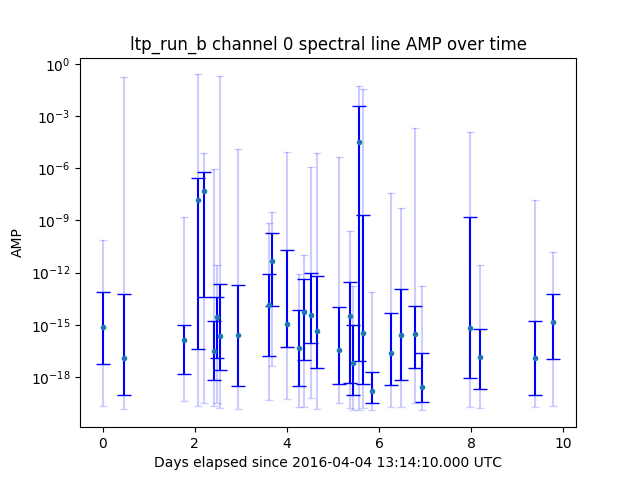 ltp_run_b channel 0 spectral line AMP over time
AMP
10⁰
10⁻³
10⁻⁶
10⁻⁹
10⁻¹²
10⁻¹⁵
10⁻¹⁸
0 2 4 6 8 10
Days elapsed since 2016-04-04 13:14:10.000 UTC